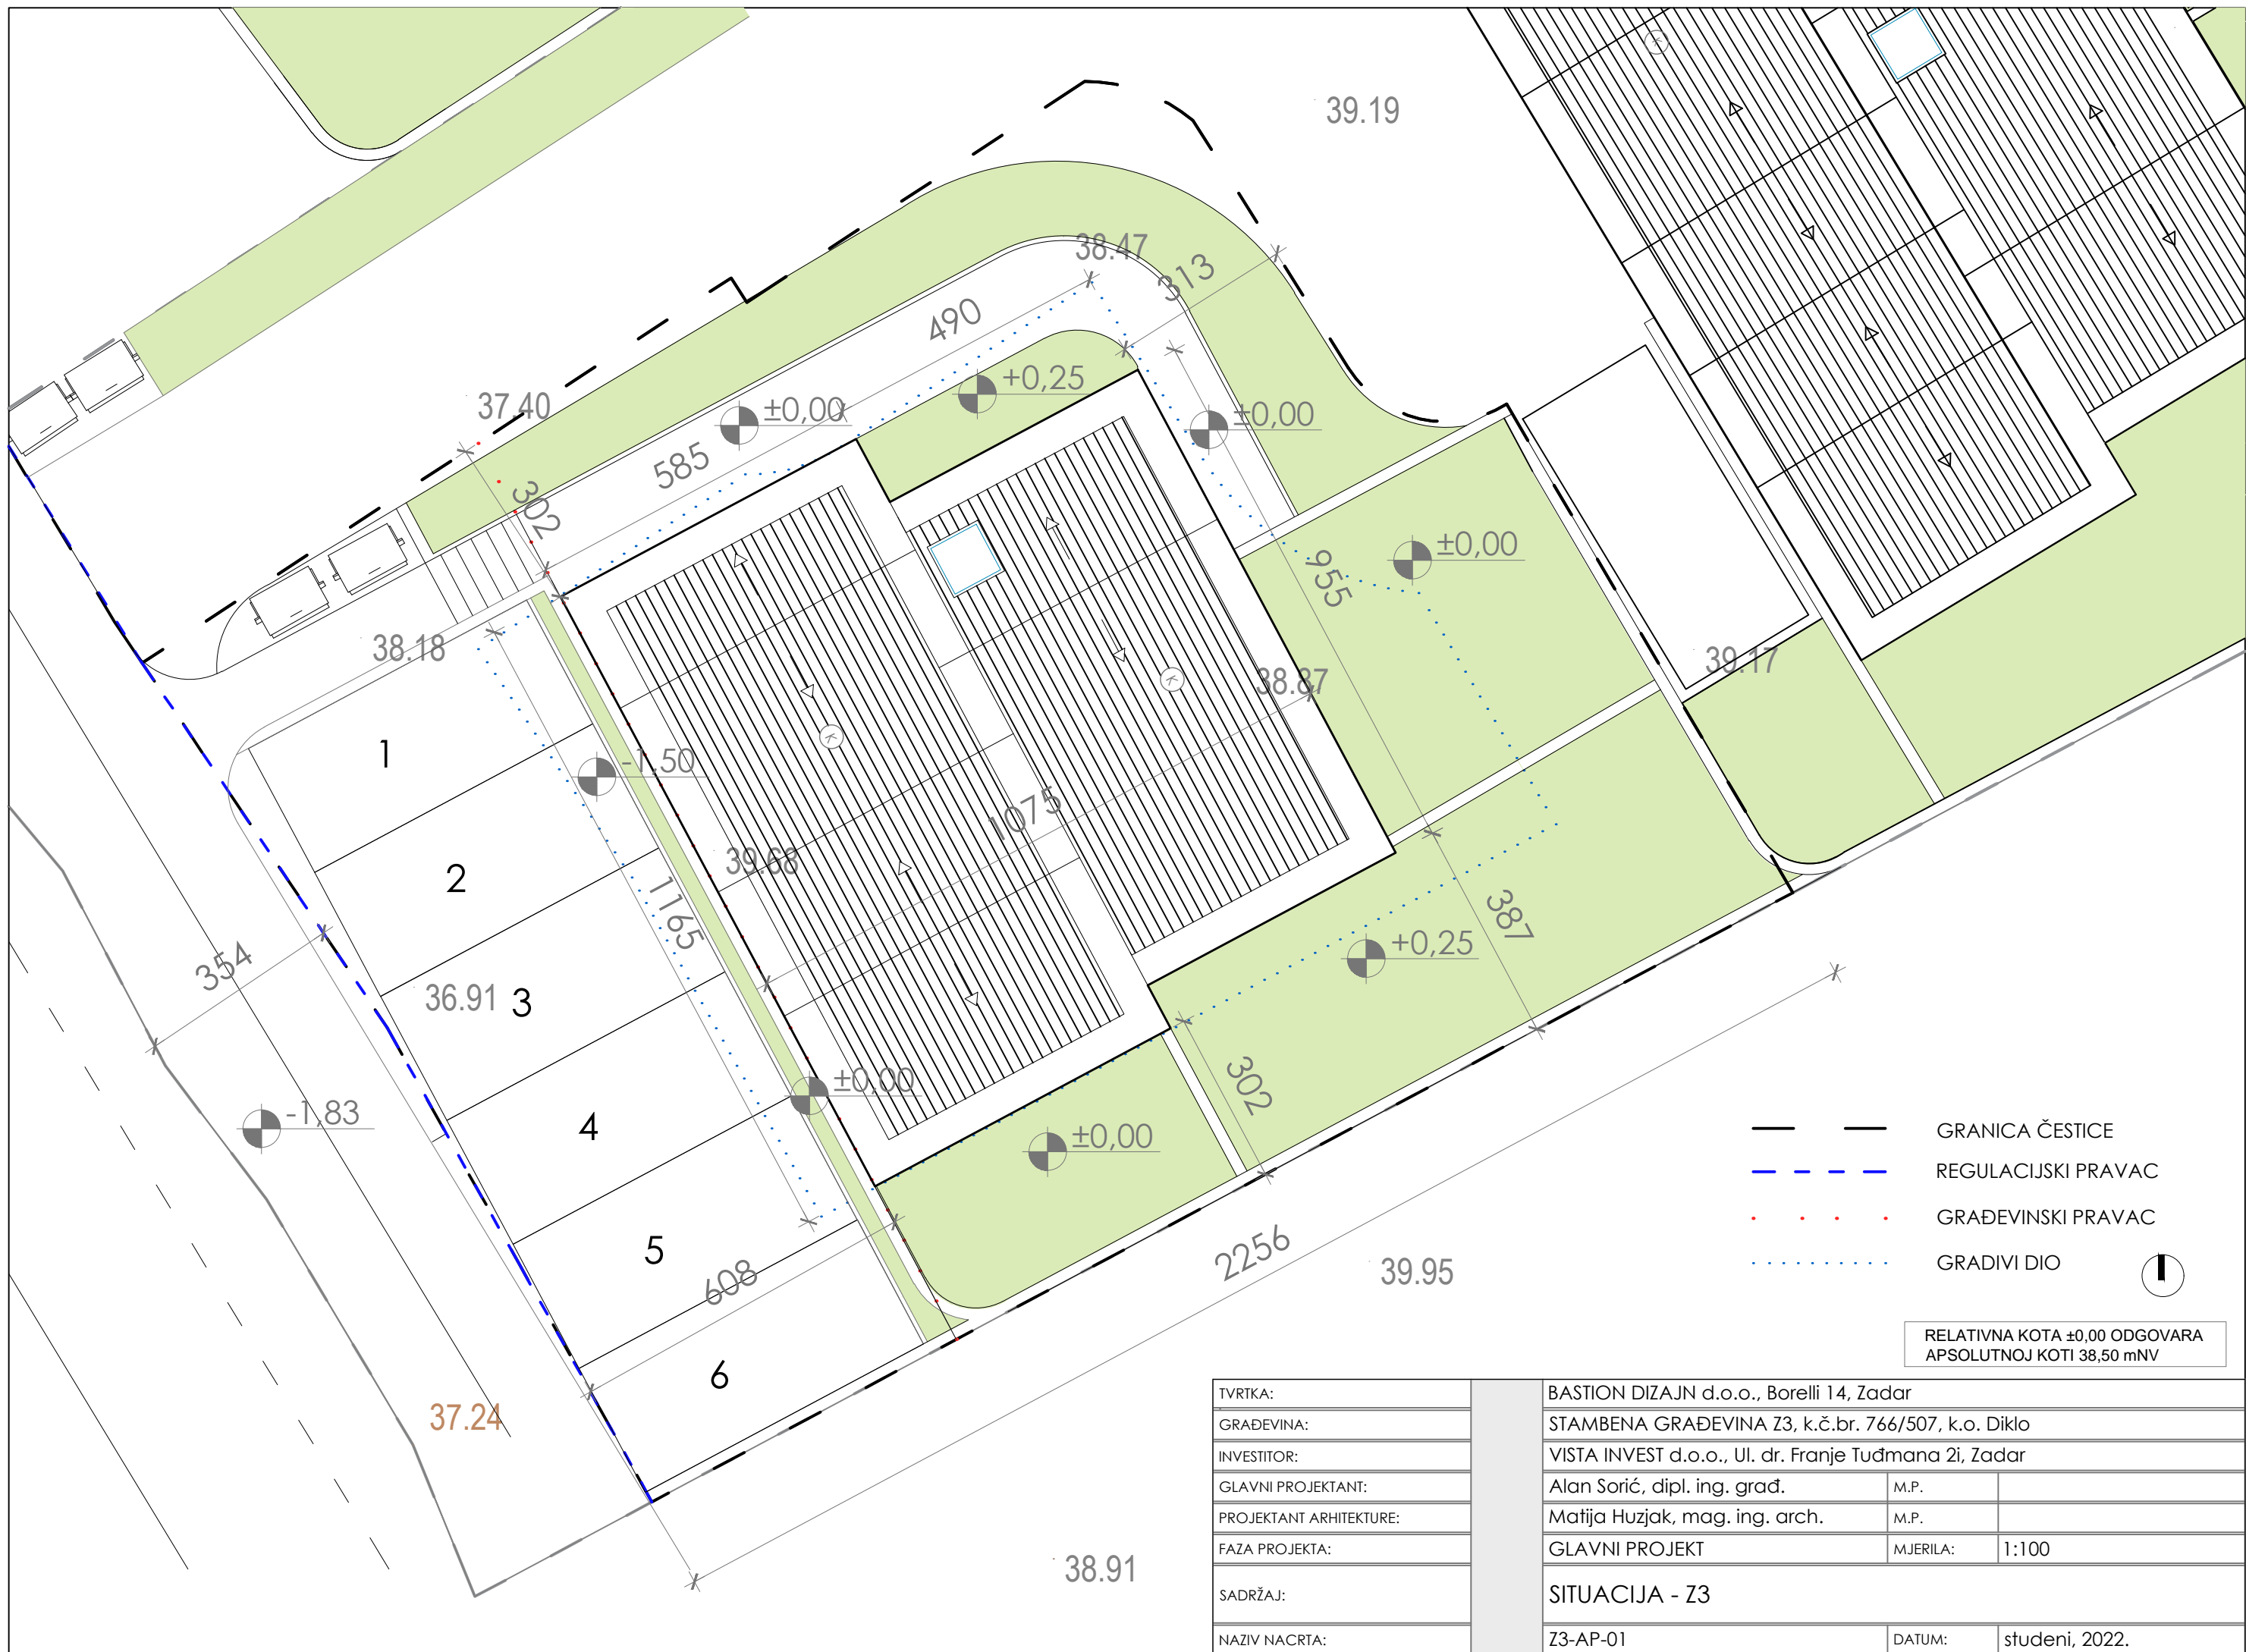 39.19
38.47
313
490
+0,25
±0,00
±0,00
37.40
585
302
±0,00
955
38.18
38.87
39.17
1
-1,50
K
K
K
1075
39.68
2
1165
387
+0,25
354
36.91
3
±0,00
302
-1,83
4
±0,00
5
608
2256
39.95
6
37.24
38.91
GRANICA ČESTICE
REGULACIJSKI PRAVAC
GRAĐEVINSKI PRAVAC
GRADIVI DIO
RELATIVNA KOTA ±0,00 ODGOVARA
APSOLUTNOJ KOTI 38,50 mNV
TVRTKA: BASTION DIZAJN d.o.o., Borelli 14, Zadar
GRAĐEVINA: STAMBENA GRAĐEVINA Z3, k.č.br. 766/507, k.o. Diklo
INVESTITOR: VISTA INVEST d.o.o., Ul. dr. Franje Tuđmana 2i, Zadar
GLAVNI PROJEKTANT: Alan Sorić, dipl. ing. građ. M.P.
PROJEKTANT ARHITEKTURE: Matija Huzjak, mag. ing. arch. M.P.
FAZA PROJEKTA: GLAVNI PROJEKT MJERILA: 1:100
SADRŽAJ: SITUACIJA - Z3
NAZIV NACRTA: Z3-AP-01 DATUM: studeni, 2022.